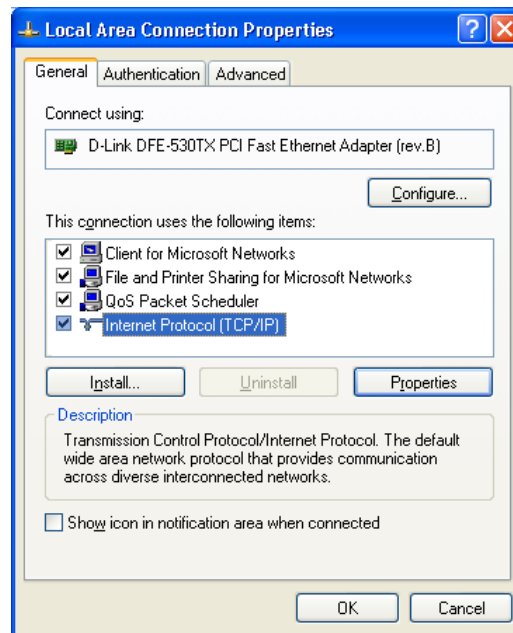 Local Area Connection Properties
General Authentication Advanced
Connect using:
D-Link DFE-530TX PCI Fast Ethernet Adapter (rev.B)
Configure...
This connection uses the following items:
Client for Microsoft Networks
File and Printer Sharing for Microsoft Networks
QoS Packet Scheduler
Internet Protocol (TCP/IP)
Install... Uninstall Properties
Description
Transmission Control Protocol/Internet Protocol. The default
wide area network protocol that provides communication
across diverse interconnected networks.
Show icon in notification area when connected
OK Cancel